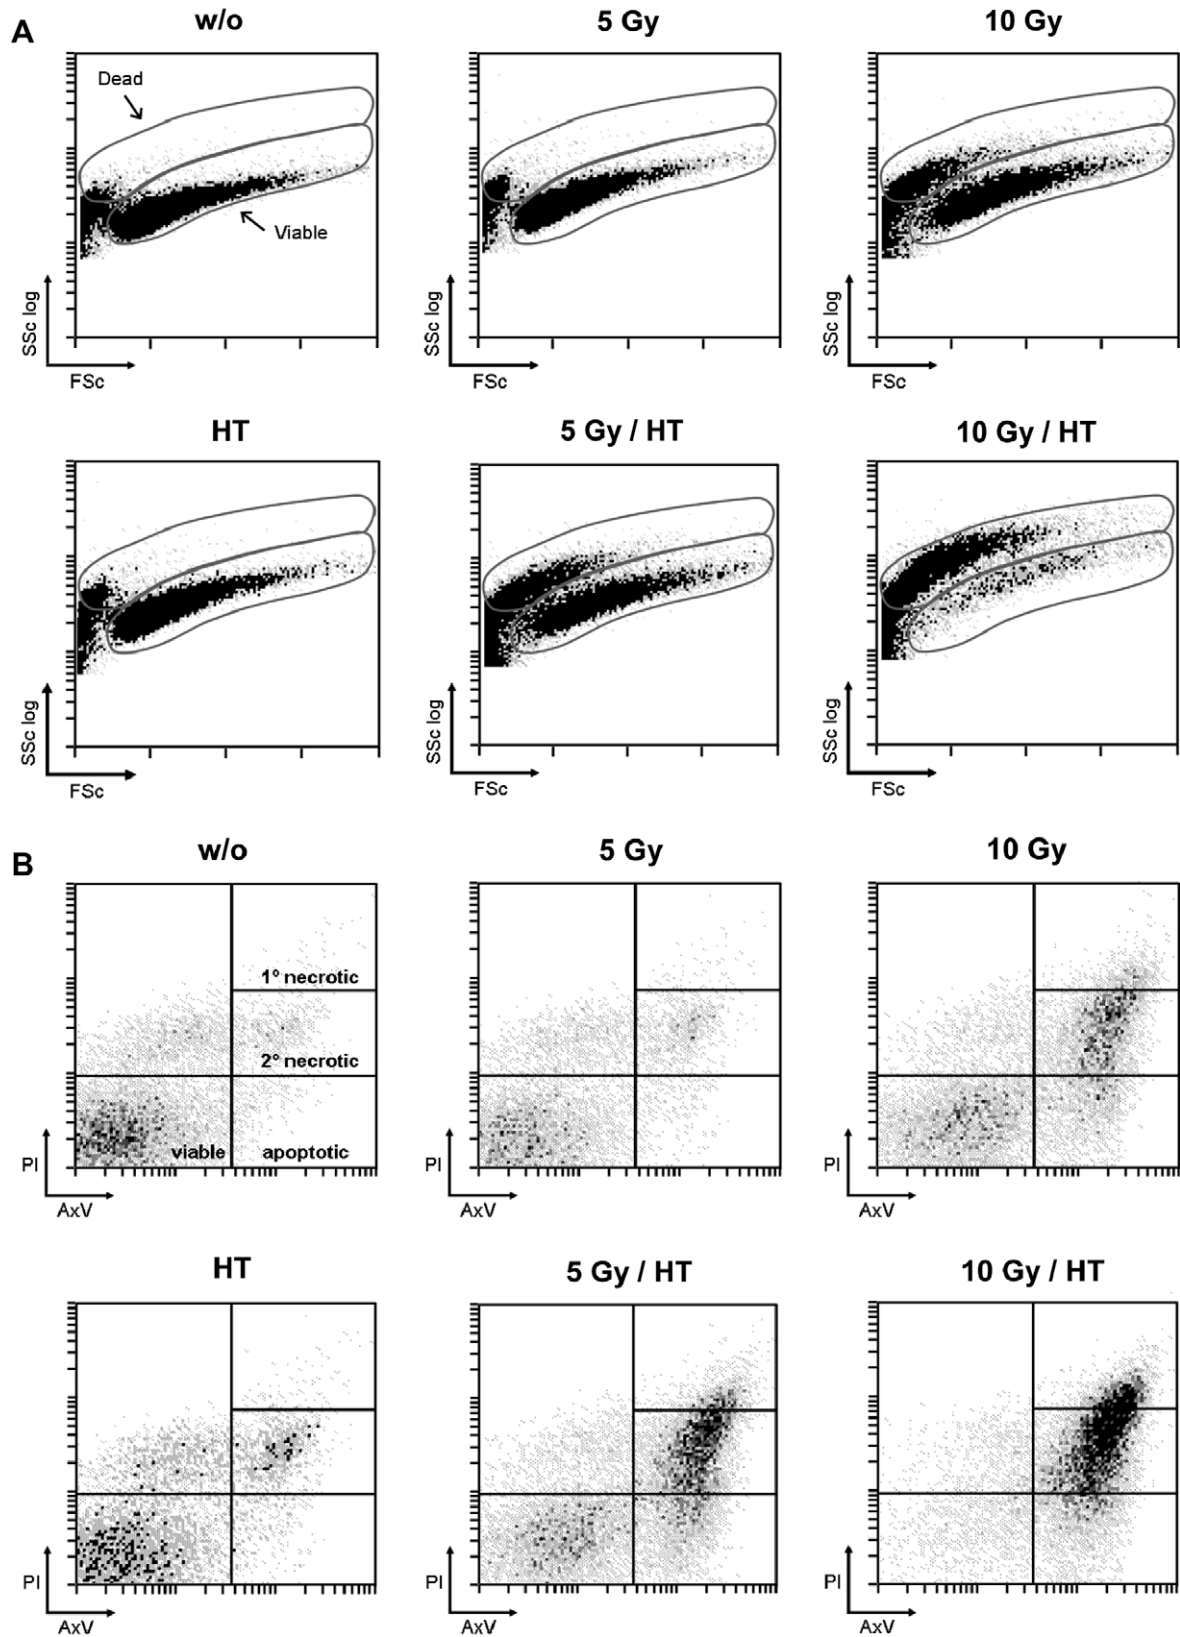 A
w/o
5 Gy
10 Gy
Dead
Viable
SSc log
FSc
SSc log
FSc
SSc log
FSc
HT
5 Gy / HT
10 Gy / HT
SSc log
FSc
SSc log
FSc
SSc log
FSc
B
w/o
5 Gy
10 Gy
1° necrotic
2° necrotic
viable
apoptotic
PI
AxV
PI
AxV
PI
AxV
HT
5 Gy / HT
10 Gy / HT
PI
AxV
PI
AxV
PI
AxV